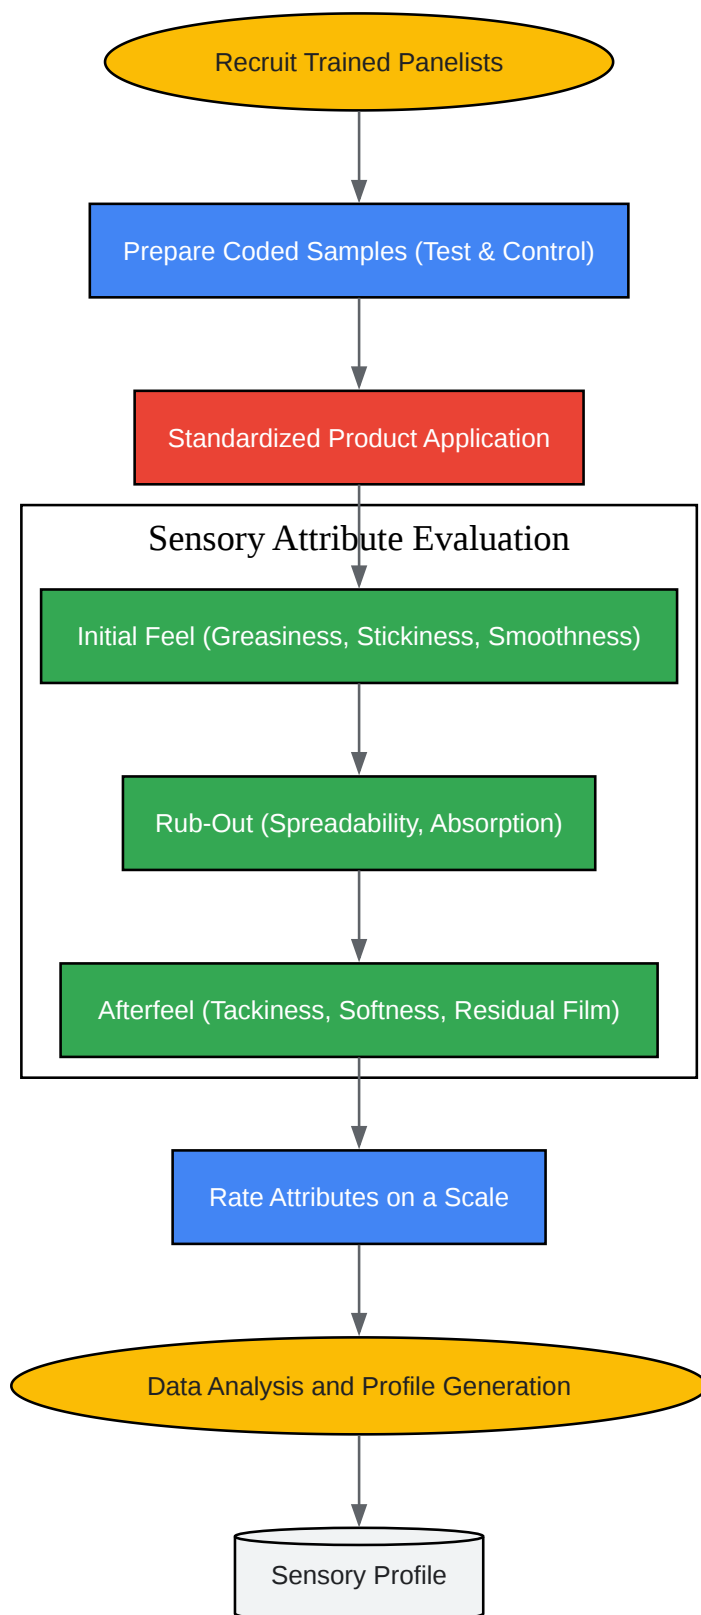 Recruit Trained Panelists
Prepare Coded Samples (Test & Control)
Standardized Product Application
Sensory Attribute Evaluation
Initial Feel (Greasiness, Stickiness, Smoothness)
Rub-Out (Spreadability, Absorption)
Afterfeel (Tackiness, Softness, Residual Film)
Rate Attributes on a Scale
Data Analysis and Profile Generation
Sensory Profile